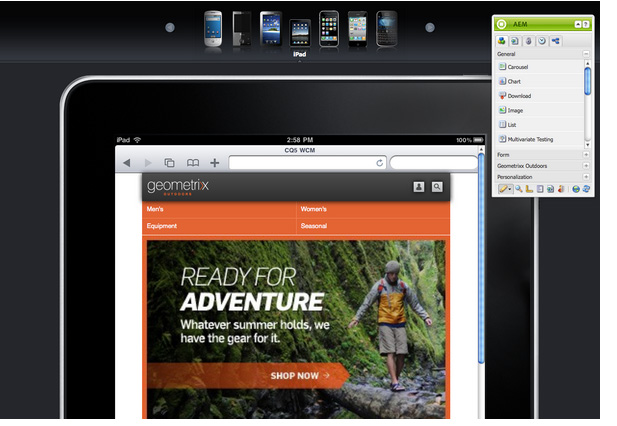 iPad
AEM
General
Carousel
Chart
Download
Image
List
Multivariate Testing
Form
Geometrixx Outdoors
Personalization
iPad
2:58 PM
100%
CQ5 WCM
geometrixx
OUTDOORS
Men's
Women's
Equipment
Seasonal
READY FOR
ADVENTURE
Whatever summer holds, we
have the gear for it.
SHOP NOW